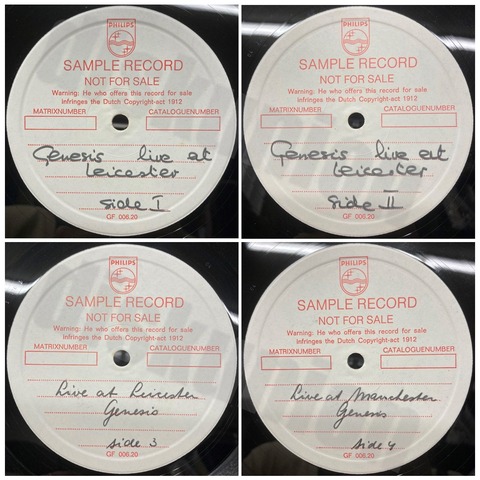 PHILIPS
SAMPLE RECORD
NOT FOR SALE
Warning: He who offers this record for sale
infringes the Dutch Copyright-act 1912
MATRIXNUMBER CATALOGUENUMBER
Genesis live at
Leicester
Side I
GF 006.20
PHILIPS
SAMPLE RECORD
NOT FOR SALE
Warning: He who offers this record for sale
infringes the Dutch Copyright-act 1912
MATRIXNUMBER CATALOGUENUMBER
Genesis live at
Leicester
Side II
GF 006.20
PHILIPS
SAMPLE RECORD
NOT FOR SALE
Warning: He who offers this record for sale
infringes the Dutch Copyright-act 1912
MATRIXNUMBER CATALOGUENUMBER
Live at Leicester
Genesis
side 3
GF 006.20
PHILIPS
SAMPLE RECORD
NOT FOR SALE
Warning: He who offers this record for sale
infringes the Dutch Copyright-act 1912
MATRIXNUMBER CATALOGUENUMBER
Live at Manchester
Genesis
side 4
GF 006.20